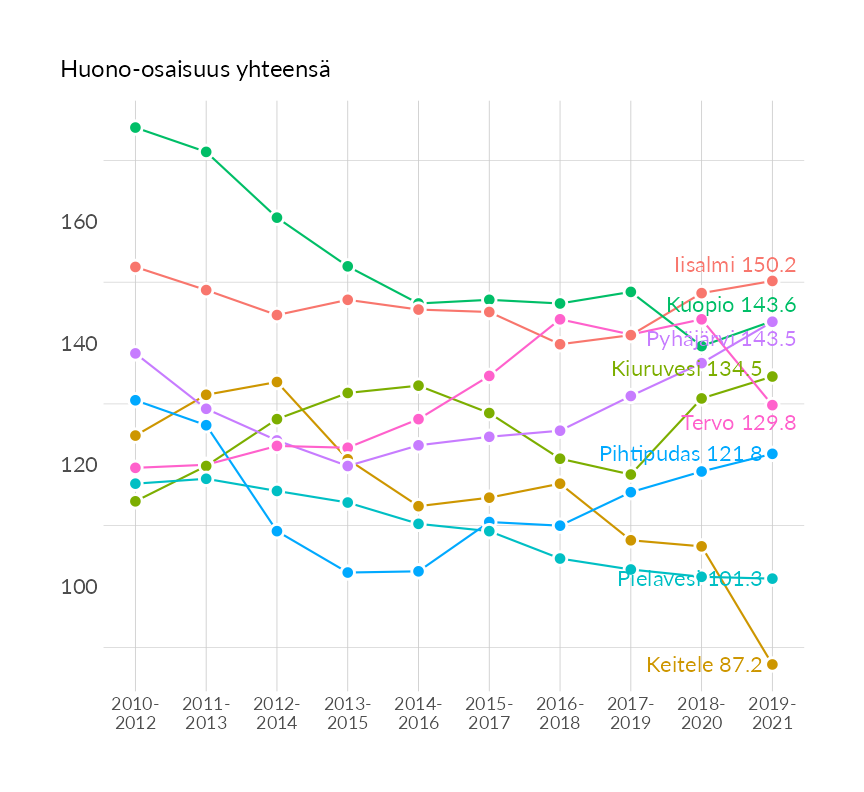 Huono-osaisuus yhteensä
160
140
120
100
Iisalmi 150.2
Kuopio 143.6
Pyhäjärvi 143.5
Kiuruvesi 134.5
Tervo 129.8
Pihtipudas 121.8
Pielavesi 101.3
Keitele 87.2
2010- 2011- 2012- 2013- 2014- 2015- 2016- 2017- 2018- 2019-
2012 2013 2014 2015 2016 2017 2018 2019 2020 2021